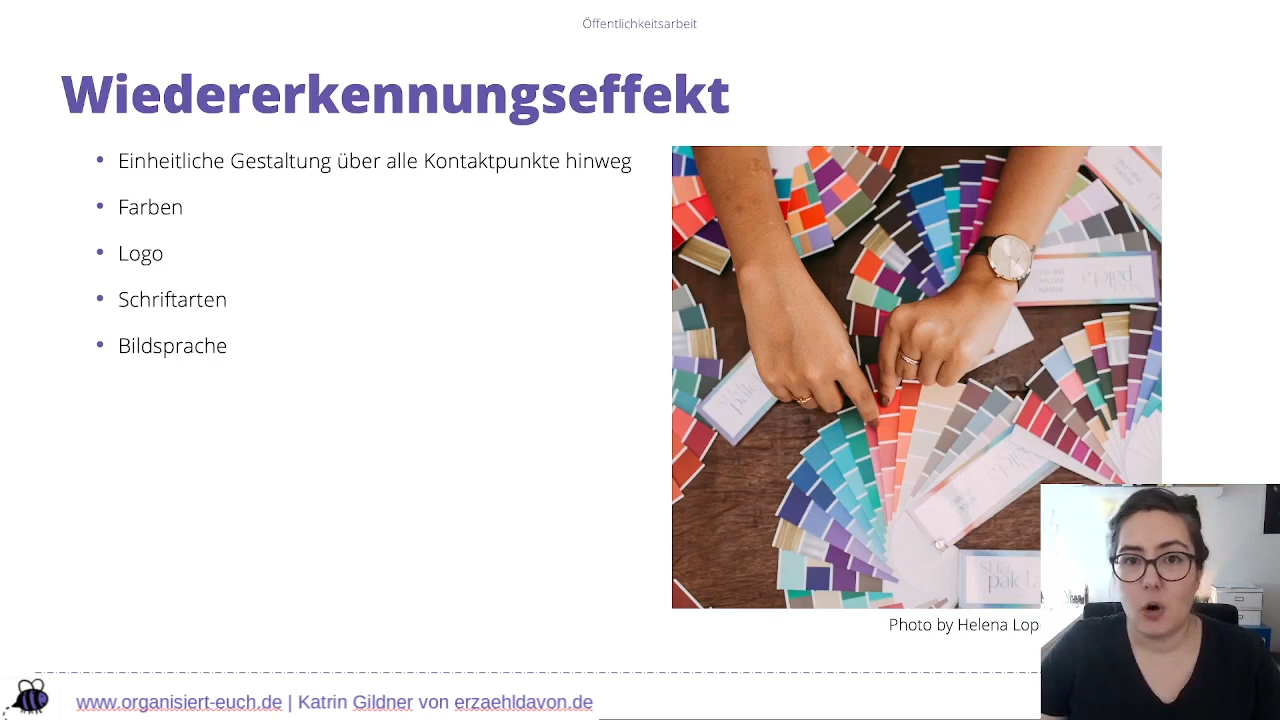 Öffentlichkeitsarbeit
Wiedererkennungseffekt
• Einheitliche Gestaltung über alle Kontaktpunkte hinweg
• Farben
• Logo
• Schriftarten
• Bildsprache
Photo by Helena Lop
www.organisiert-euch.de | Katrin Gildner von erzaehldavon.de